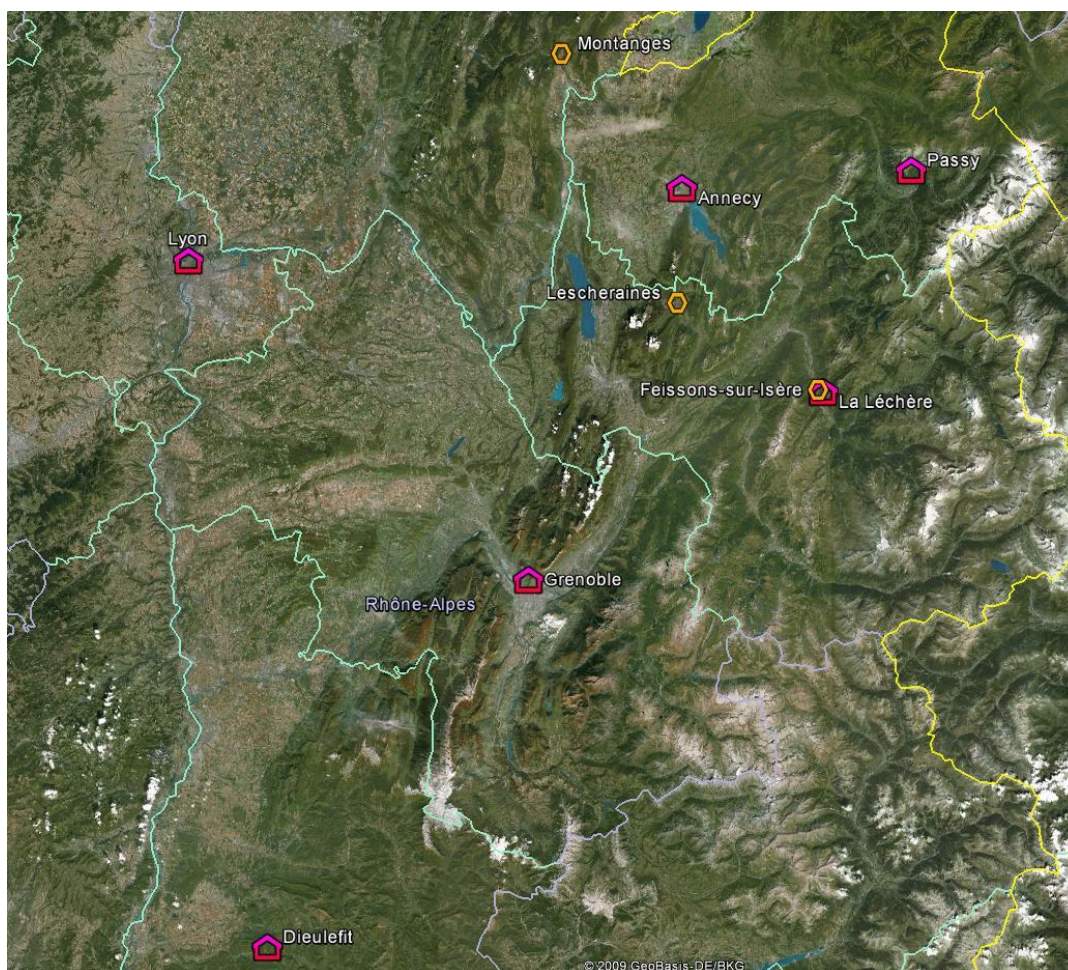 Montanges
Passy
Annecy
Lyon
Lescheraines
Feissons-sur-Isère
La Léchère
Grenoble
Rhône-Alpes
Dieulefit
© 2009 GeoBasis-DE/BKG